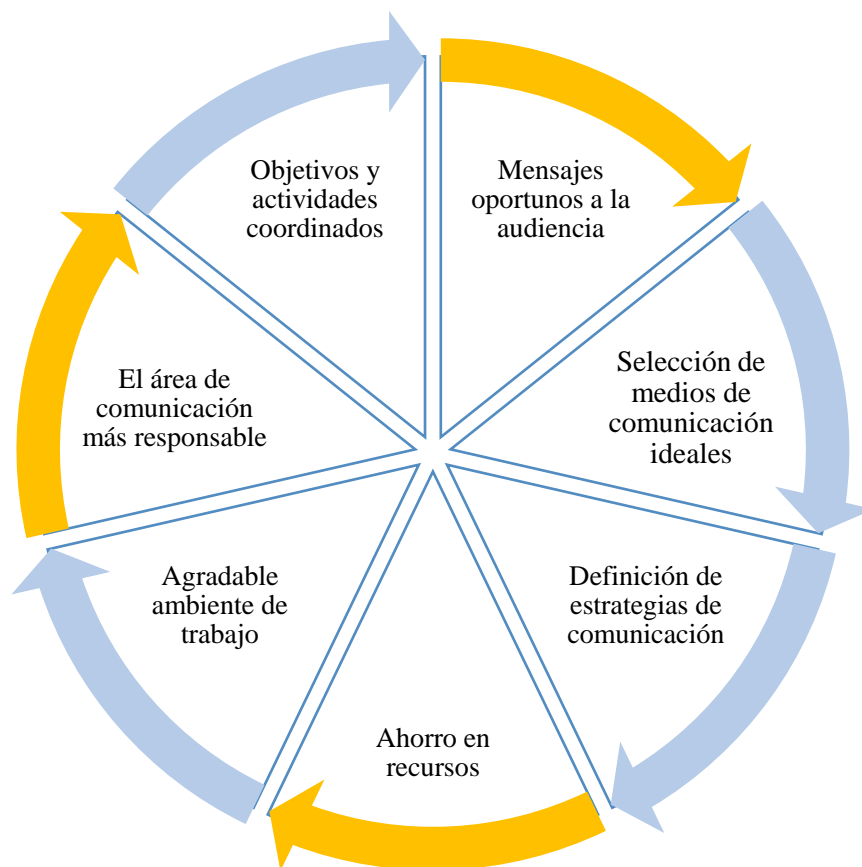 Mensajes
oportunos a la
audiencia
Selección de
medios de
comunicación
ideales
Definición de
estrategias de
comunicación
Ahorro en
recursos
Agradable
ambiente de
trabajo
El área de
comunicación
más responsable
Objetivos y
actividades
coordinados